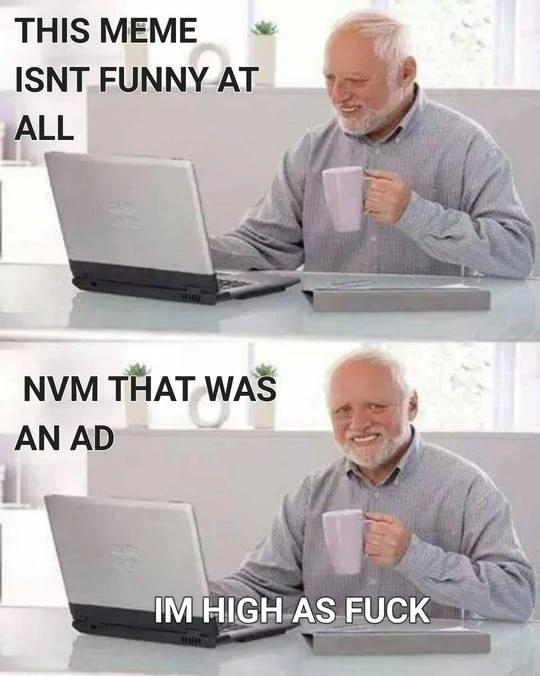 THIS MEME
ISNT FUNNY AT
ALL
NVM THAT WAS
AN AD
IM HIGH AS FUCK